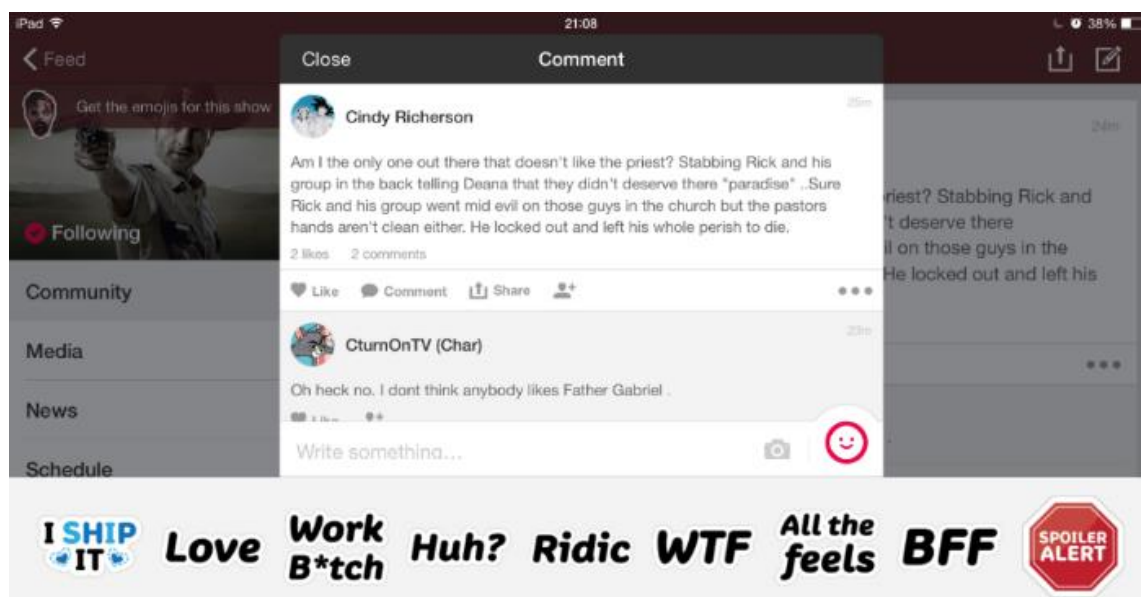 iPad 21:08 38%
Feed
Close Comment
Get the emojis for this show
Following
Community
Media
News
Schedule
Cindy Richerson 25m
Am I the only one out there that doesn't like the priest? Stabbing Rick and his
group in the back telling Deana that they didn't deserve there "paradise" ..Sure
Rick and his group went mid evil on those guys in the church but the pastors
hands aren't clean either. He locked out and left his whole perish to die.
2 likes 2 comments
Like Comment Share
CturnOnTV (Char) 23m
Oh heck no. I dont think anybody likes Father Gabriel .
Like
Write something...
24m
riest? Stabbing Rick and
't deserve there
il on those guys in the
He locked out and left his
I SHIP
IT
Love
Work
B*tch
Huh?
Ridic
WTF
All the
feels
BFF
SPOILER
ALERT